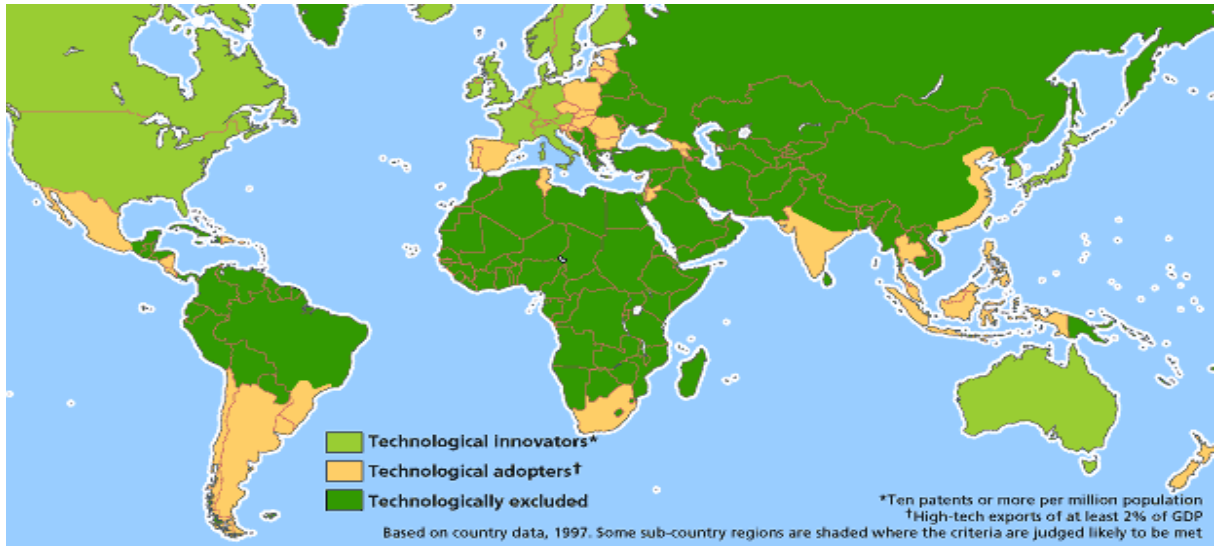 Technological innovators*
Technological adopters†
Technologically excluded
*Ten patents or more per million population
†High-tech exports of at least 2% of GDP
Based on country data, 1997. Some sub-country regions are shaded where the criteria are judged likely to be met